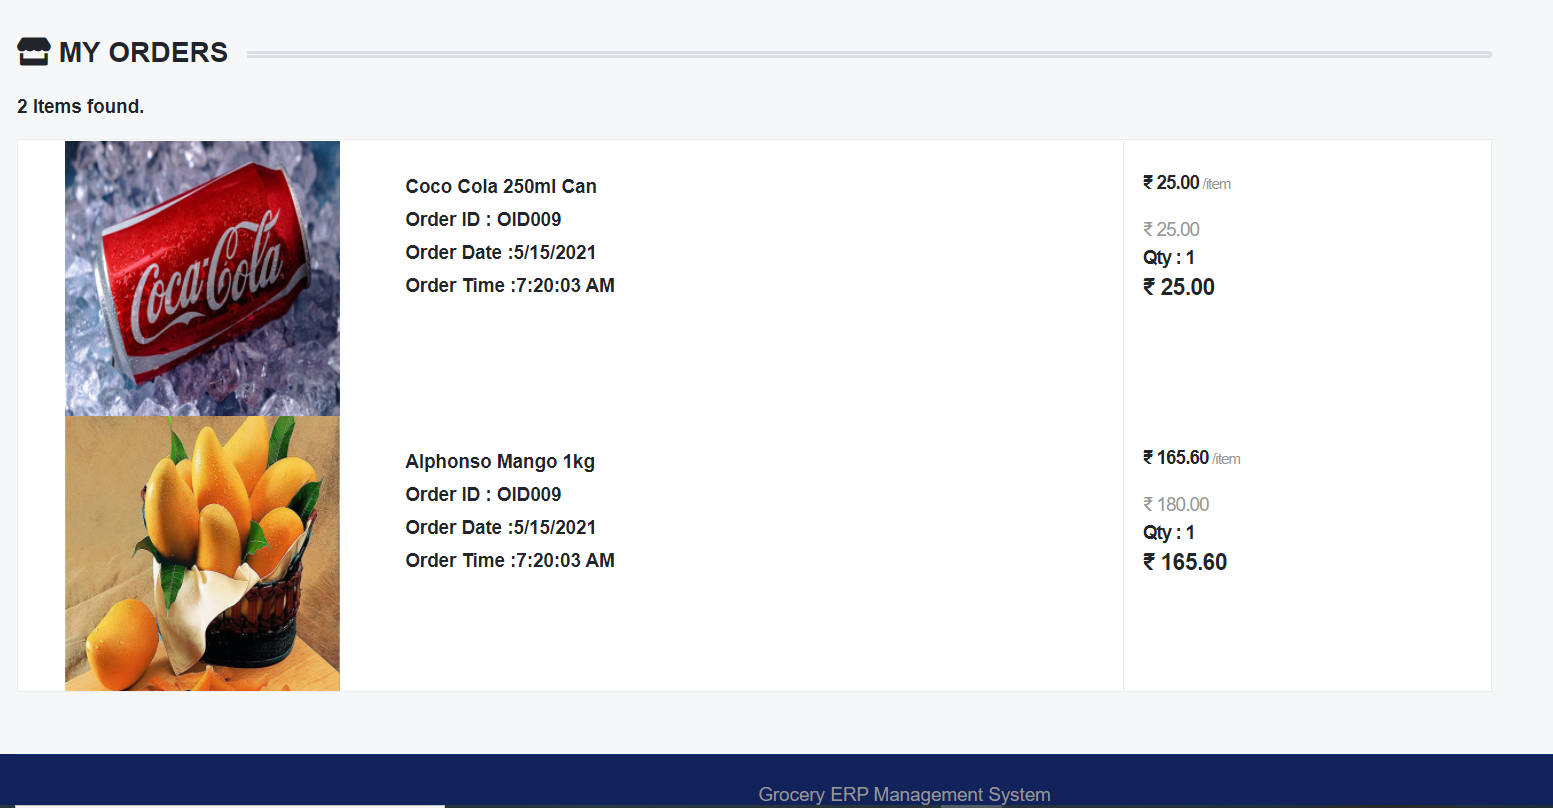 MY ORDERS
2 Items found.
Coca-Cola
Coco Cola 250ml Can
Order ID : OID009
Order Date :5/15/2021
Order Time :7:20:03 AM
₹ 25.00 /item
₹ 25.00
Qty : 1
₹ 25.00
Alphonso Mango 1kg
Order ID : OID009
Order Date :5/15/2021
Order Time :7:20:03 AM
₹ 165.60 /item
₹ 180.00
Qty : 1
₹ 165.60
Grocery ERP Management System